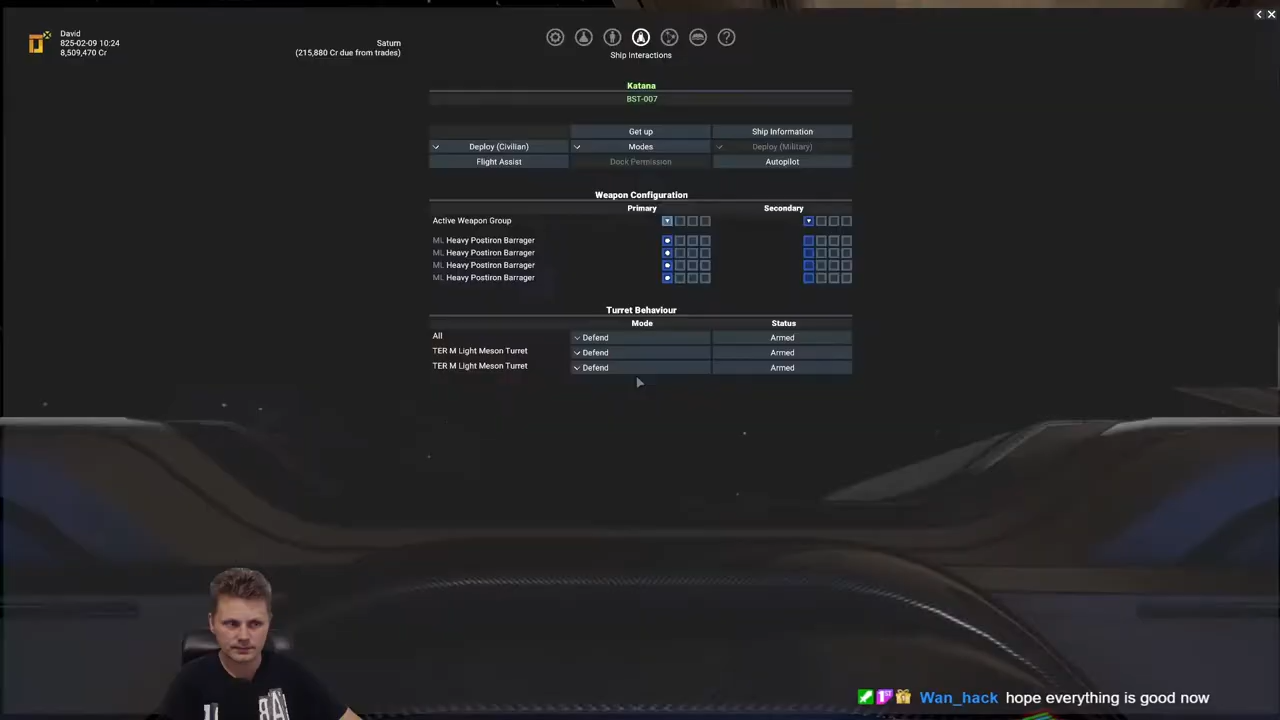 David
825-02-09 10:24
8,509,470 Cr
Saturn
(215,880 Cr due from trades)
Ship Interactions
Katana
BST-007
Get up
Ship Information
Deploy (Civilian)
Modes
Deploy (Military)
Flight Assist
Dock Permission
Autopilot
Weapon Configuration
Primary
Secondary
Active Weapon Group
ML Heavy Postiron Barrager
ML Heavy Postiron Barrager
ML Heavy Postiron Barrager
ML Heavy Postiron Barrager
Turret Behaviour
Mode
Status
All
Defend
Armed
TER M Light Meson Turret
Defend
Armed
TER M Light Meson Turret
Defend
Armed
Wan_hack hope everything is good now